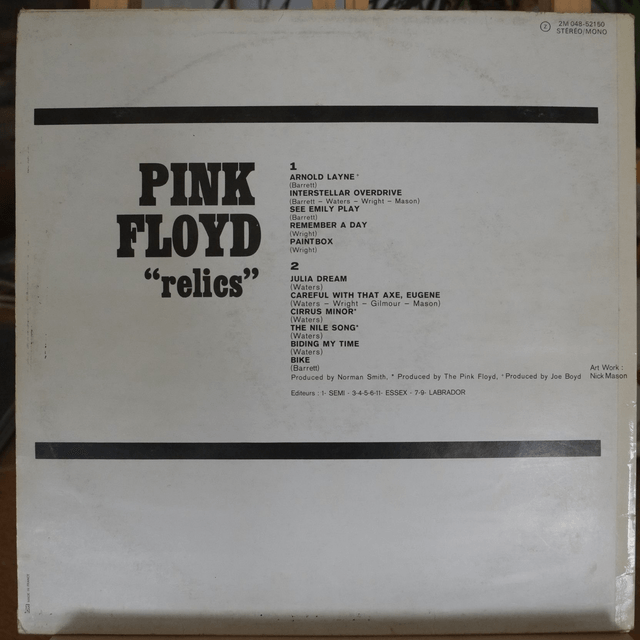 2M 048-52150
STÉRÉO/MONO
PINK
FLOYD
“relics”
1
ARNOLD LAYNE°
(Barrett)
INTERSTELLAR OVERDRIVE
(Barrett – Waters – Wright – Mason)
SEE EMILY PLAY
(Barrett)
REMEMBER A DAY
(Wright)
PAINTBOX
(Wright)
2
JULIA DREAM
(Waters)
CAREFUL WITH THAT AXE, EUGENE
(Waters – Wright – Gilmour – Mason)
CIRRUS MINOR*
(Waters)
THE NILE SONG*
(Waters)
BIDING MY TIME
(Waters)
BIKE
(Barrett)
Produced by Norman Smith, * Produced by The Pink Floyd, ° Produced by Joe Boyd
Art Work :
Nick Mason
Editeurs : 1- SEMI - 3-4-5-6-11- ESSEX - 7-9- LABRADOR